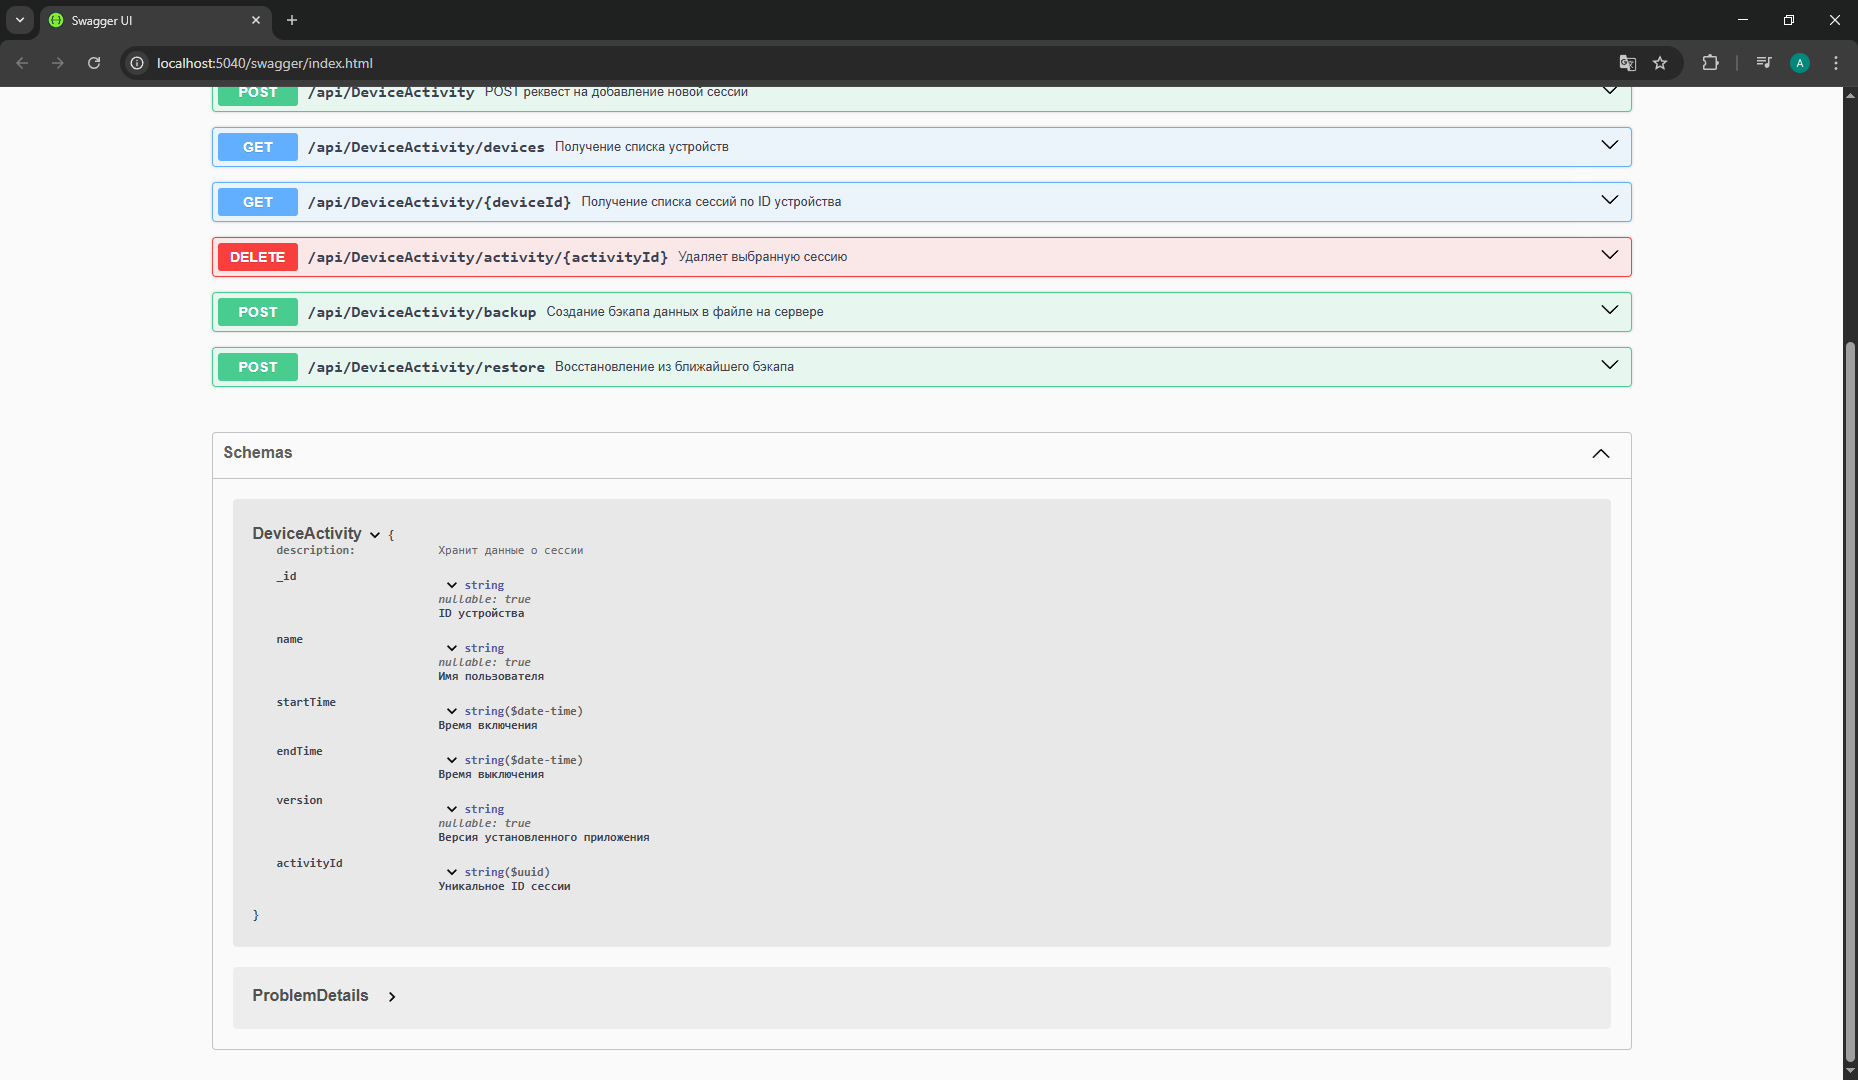 Swagger UI
localhost:5040/swagger/index.html
A
POST /api/DeviceActivity POST реквест на добавление новой сессии
GET /api/DeviceActivity/devices Получение списка устройств
GET /api/DeviceActivity/{deviceId} Получение списка сессий по ID устройства
DELETE /api/DeviceActivity/activity/{activityId} Удаляет выбранную сессию
POST /api/DeviceActivity/backup Создание бэкапа данных в файле на сервере
POST /api/DeviceActivity/restore Восстановление из ближайшего бэкапа
Schemas
DeviceActivity {
description: Хранит данные о сессии
_id
string
nullable: true
ID устройства
name
string
nullable: true
Имя пользователя
startTime
string($date-time)
Время включения
endTime
string($date-time)
Время выключения
version
string
nullable: true
Версия установленного приложения
activityId
string($uuid)
Уникальное ID сессии
}
ProblemDetails